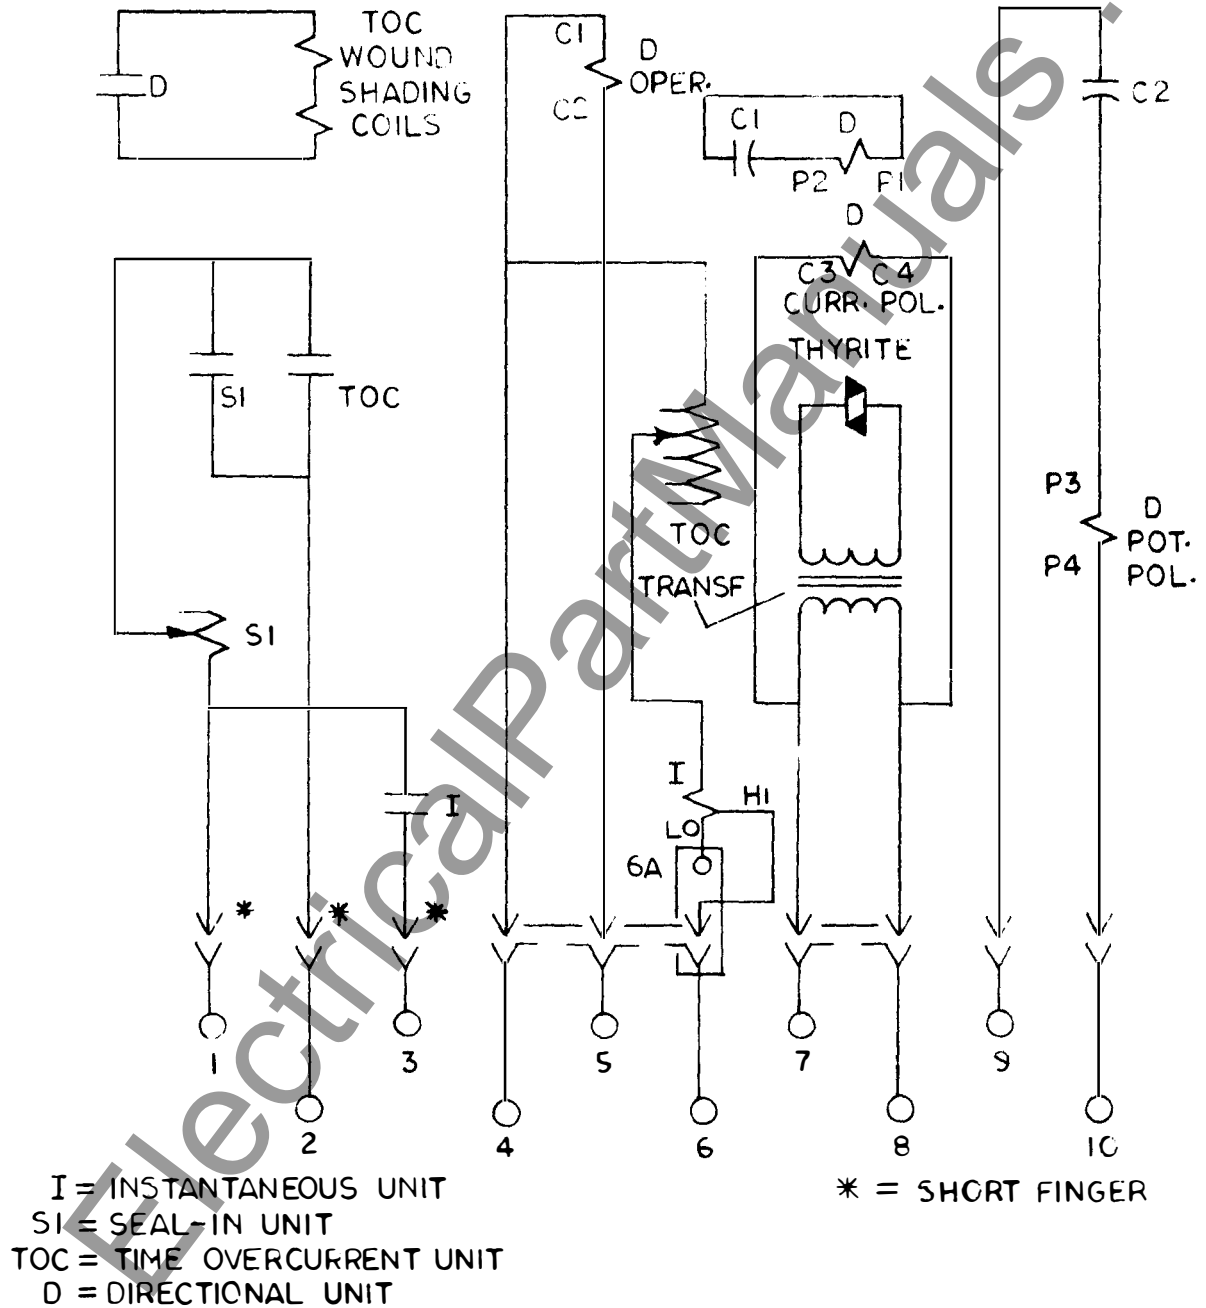 TOC
WOUND
SHADING
COILS
D
C1
D
OPER.
C2
C1
D
P2
P1
C2
D
C3
C4
CURR. POL.
THYRITE
SI
TOC
P3
D
POT.
POL.
P4
TOC
TRANSF
SI
I
HI
LO
6A
I
*
*
*
1
3
5
7
9
2
4
6
8
10
I = INSTANTANEOUS UNIT
SI = SEAL-IN UNIT
TOC = TIME OVERCURRENT UNIT
D = DIRECTIONAL UNIT
* = SHORT FINGER
ElectricalPartManuals.